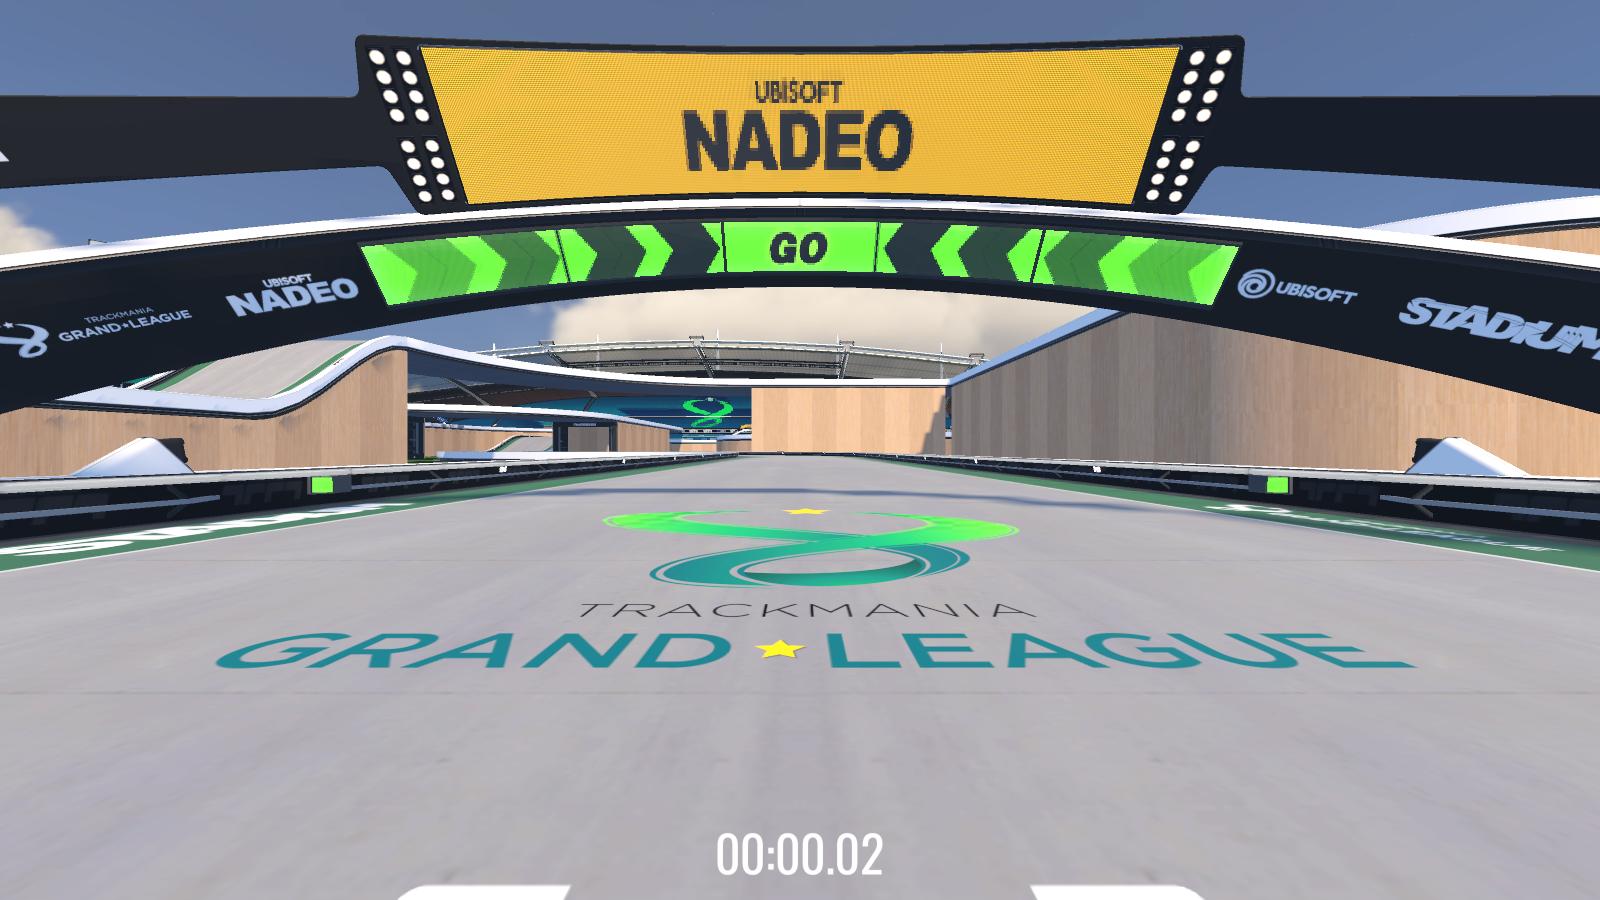 UBISOFT
NADEO
GO
TRACKMANIA
GRAND★LEAGUE
UBISOFT
NADEO
UBISOFT
STADIUM
TRACKMANIA
GRAND★LEAGUE
00:00.02